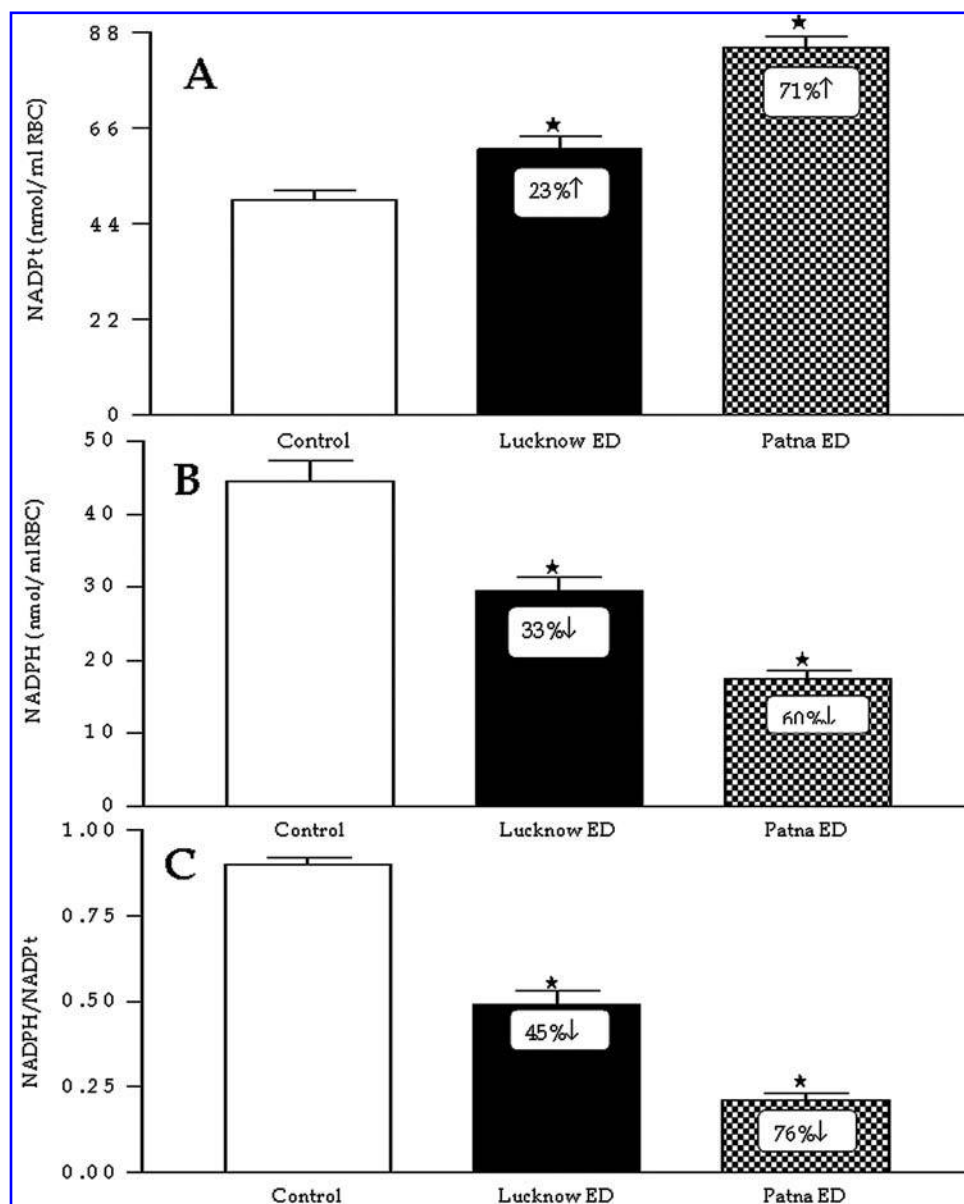 88
A
NADPt (nmol/ml RBC)
66
44
22
0
71%↑
23%↑
Control
Lucknow ED
Patna ED
50
B
NADPH (nmol/mlRBC)
40
30
20
10
0
33%↓
60%↓
Control
Lucknow ED
Patna ED
1.00
C
NADPH/NADPt
0.75
0.50
0.25
0.00
45%↓
76%↓
Control
Lucknow ED
Patna ED